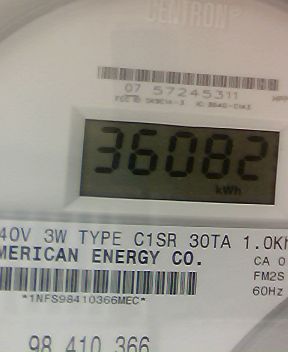 CENTRON®
07 57245311
36082
kWh
40V 3W TYPE C1SR 30TA 1.0Kh
MERICAN ENERGY CO.
CA 0
FM2S
60Hz
*1NFS98410366MEC*
98 410 366